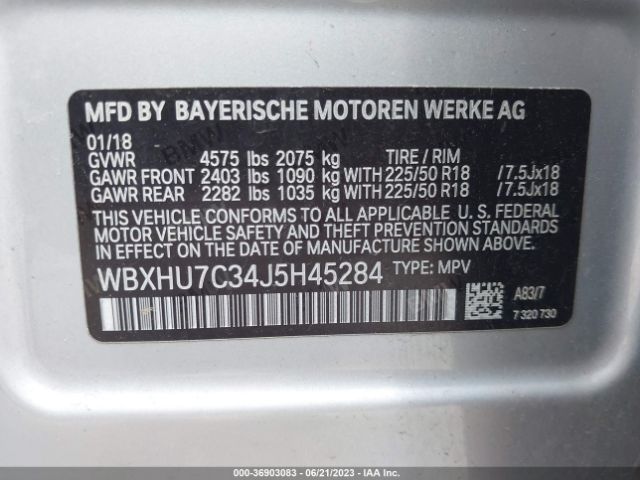 MFD BY BAYERISCHE MOTOREN WERKE AG
01/18
GVWR 4575 lbs 2075 kg TIRE / RIM
GAWR FRONT 2403 lbs 1090 kg WITH 225/50 R18 /7.5Jx18
GAWR REAR 2282 lbs 1035 kg WITH 225/50 R18 /7.5Jx18
THIS VEHICLE CONFORMS TO ALL APPLICABLE U. S. FEDERAL
MOTOR VEHICLE SAFETY AND THEFT PREVENTION STANDARDS
IN EFFECT ON THE DATE OF MANUFACTURE SHOWN ABOVE.
WBXHU7C34J5H45284 TYPE: MPV
A83/7
7 320 730
000-36903083 - 06/21/2023 - IAA Inc.